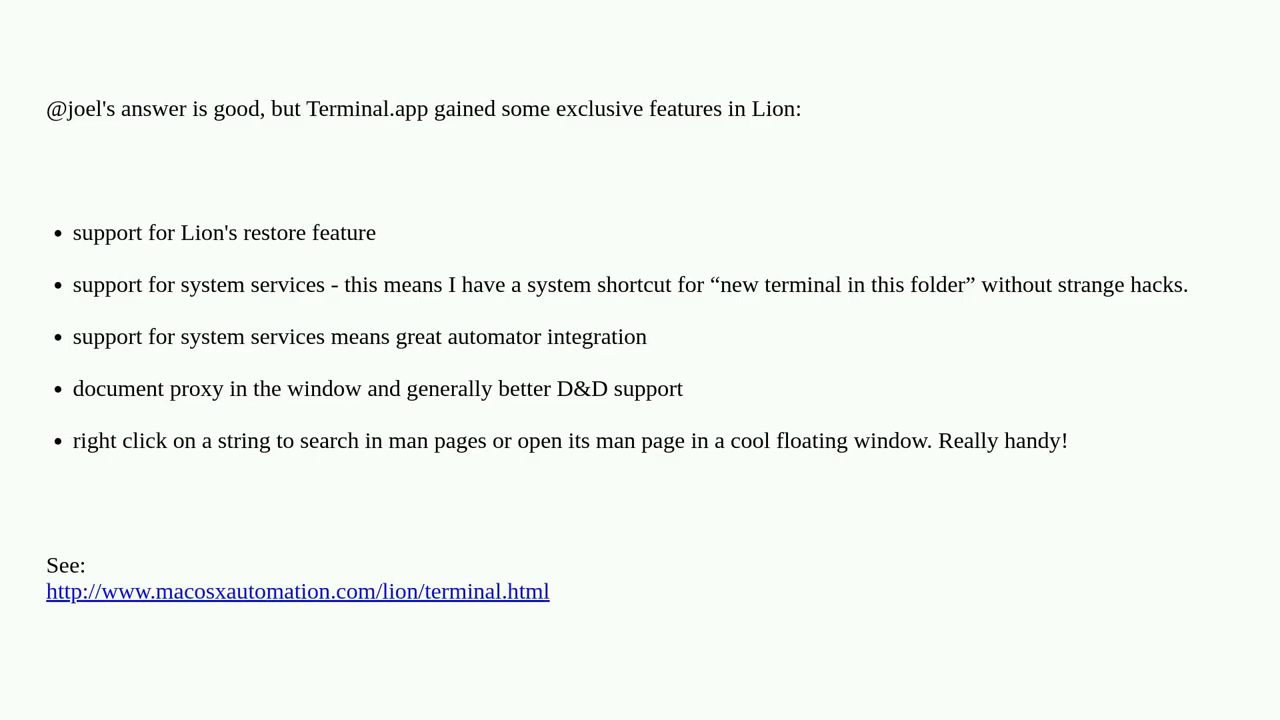 @joel's answer is good, but Terminal.app gained some exclusive features in Lion:
• support for Lion's restore feature
• support for system services - this means I have a system shortcut for “new terminal in this folder” without strange hacks.
• support for system services means great automator integration
• document proxy in the window and generally better D&D support
• right click on a string to search in man pages or open its man page in a cool floating window. Really handy!
See:
http://www.macosxautomation.com/lion/terminal.html